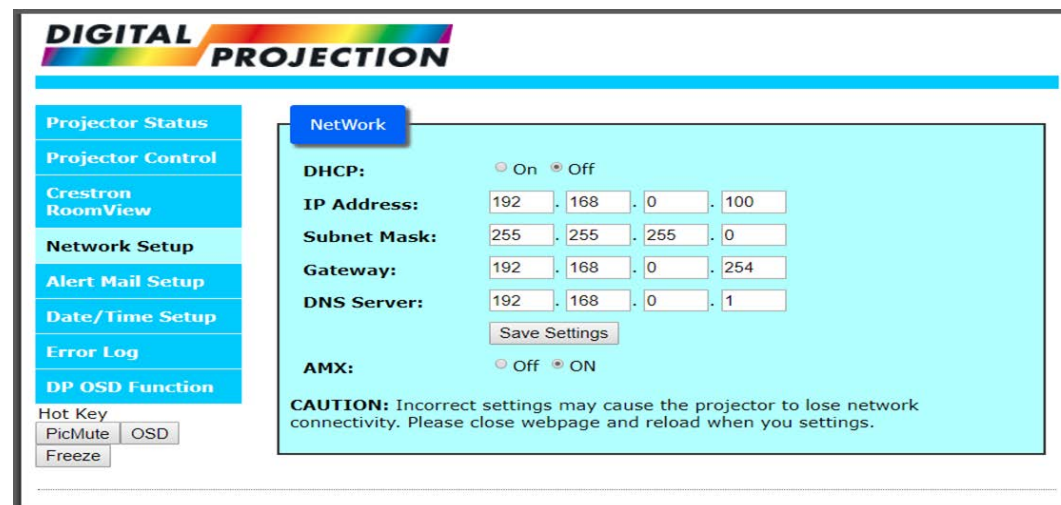 DIGITAL
PROJECTION
Projector Status
Projector Control
Crestron
RoomView
Network Setup
Alert Mail Setup
Date/Time Setup
Error Log
DP OSD Function
Hot Key
PicMute OSD
Freeze
NetWork
DHCP: On Off
IP Address: 192 . 168 . 0 . 100
Subnet Mask: 255 . 255 . 255 . 0
Gateway: 192 . 168 . 0 . 254
DNS Server: 192 . 168 . 0 . 1
Save Settings
AMX: Off ON
CAUTION: Incorrect settings may cause the projector to lose network
connectivity. Please close webpage and reload when you settings.